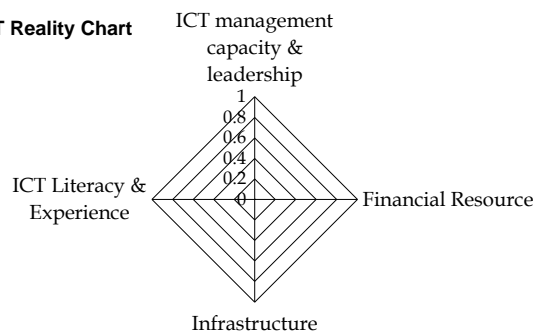 T Reality Chart
ICT management
capacity &
leadership
1
0.8
0.6
0.4
0.2
0
ICT Literacy &
Experience
Financial Resource
Infrastructure